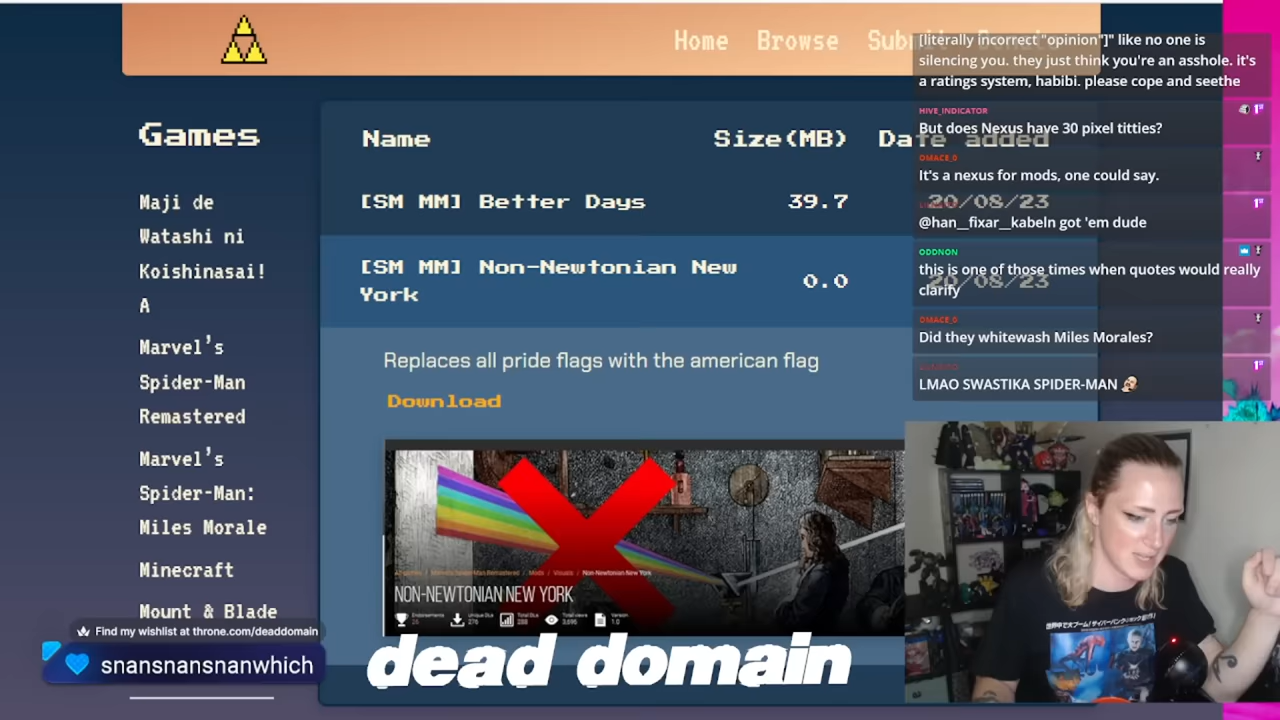 Home Browse
Games
Maji de
Watashi ni
Koishinasai!
A
Marvel's
Spider-Man
Remastered
Marvel's
Spider-Man:
Miles Morale
Minecraft
Mount & Blade
Name Size(MB) Date added
[SM MM] Better Days 39.7 20/08/23
[SM MM] Non-Newtonian New
York 0.0 20/08/23
Replaces all pride flags with the american flag
Download
NON-NEWTONIAN NEW YORK
[literally incorrect "opinion"]" like no one is
silencing you. they just think you're an asshole. it's
a ratings system, habibi. please cope and seethe
HIVE_INDICATOR
But does Nexus have 30 pixel titties?
OMACE_0
It's a nexus for mods, one could say.
@han__fixar__kabeln got 'em dude
ODDNON
this is one of those times when quotes would really
clarify
OMACE_0
Did they whitewash Miles Morales?
LMAO SWASTIKA SPIDER-MAN
Find my wishlist at throne.com/deaddomain
snansnansnanwhich
dead domain